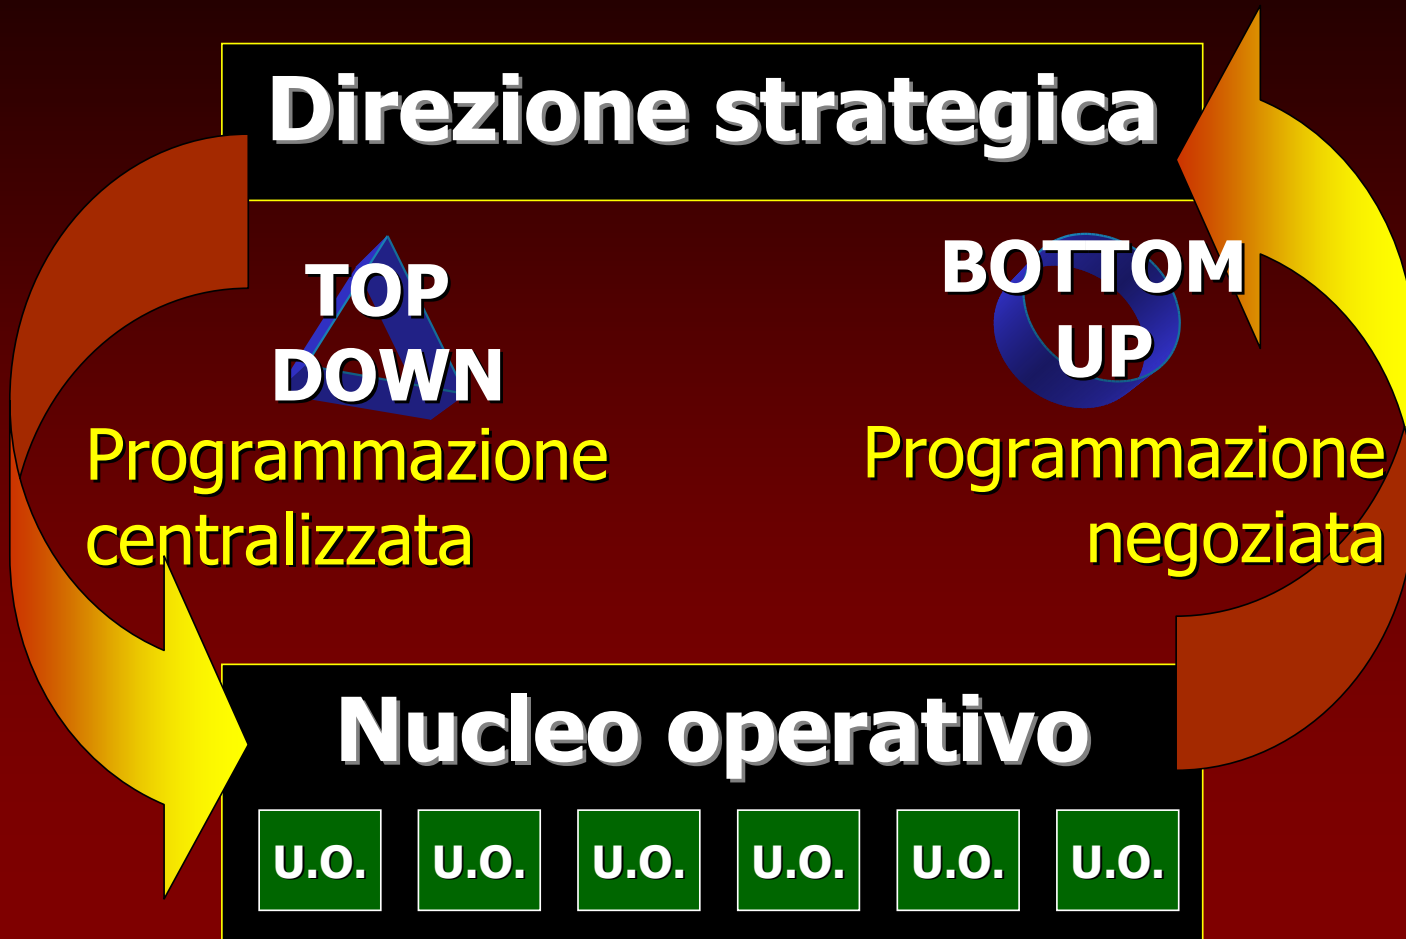 Direzione strategica
TOP
DOWN
Programmazione
centralizzata
BOTTOM
UP
Programmazione
negoziata
Nucleo operativo
U.O.
U.O.
U.O.
U.O.
U.O.
U.O.